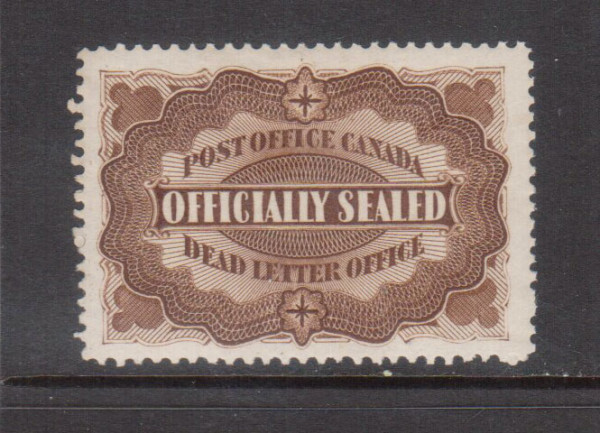 POST OFFICE CANADA
OFFICIALLY SEALED
DEAD LETTER OFFICE